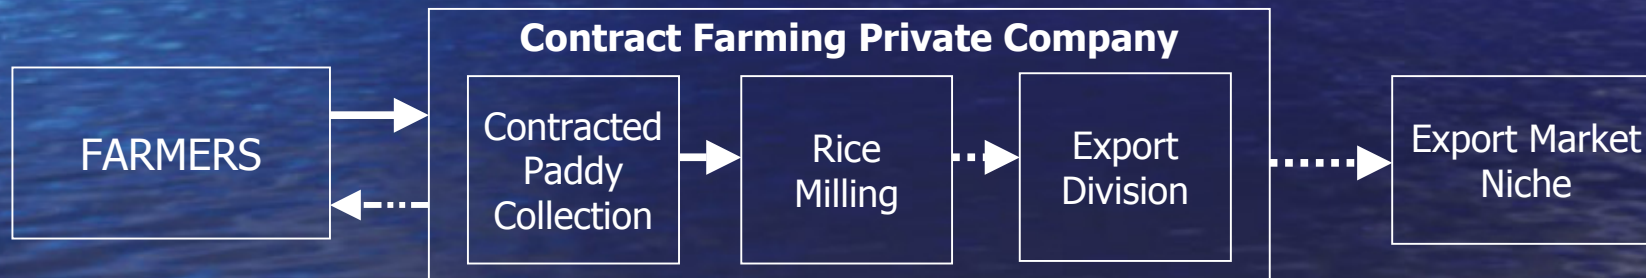 Contract Farming Private Company
FARMERS
Contracted
Paddy
Collection
Rice
Milling
Export
Division
Export Market
Niche